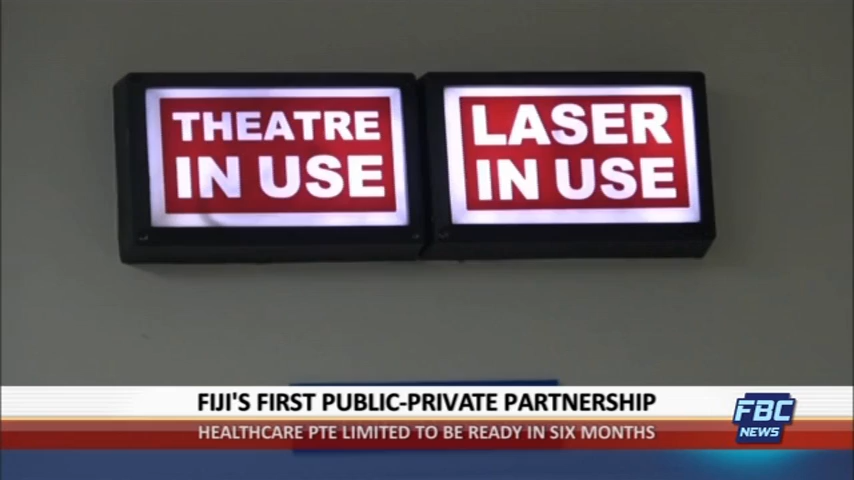 THEATRE
IN USE
LASER
IN USE
FIJI'S FIRST PUBLIC-PRIVATE PARTNERSHIP
HEALTHCARE PTE LIMITED TO BE READY IN SIX MONTHS
FBC
NEWS